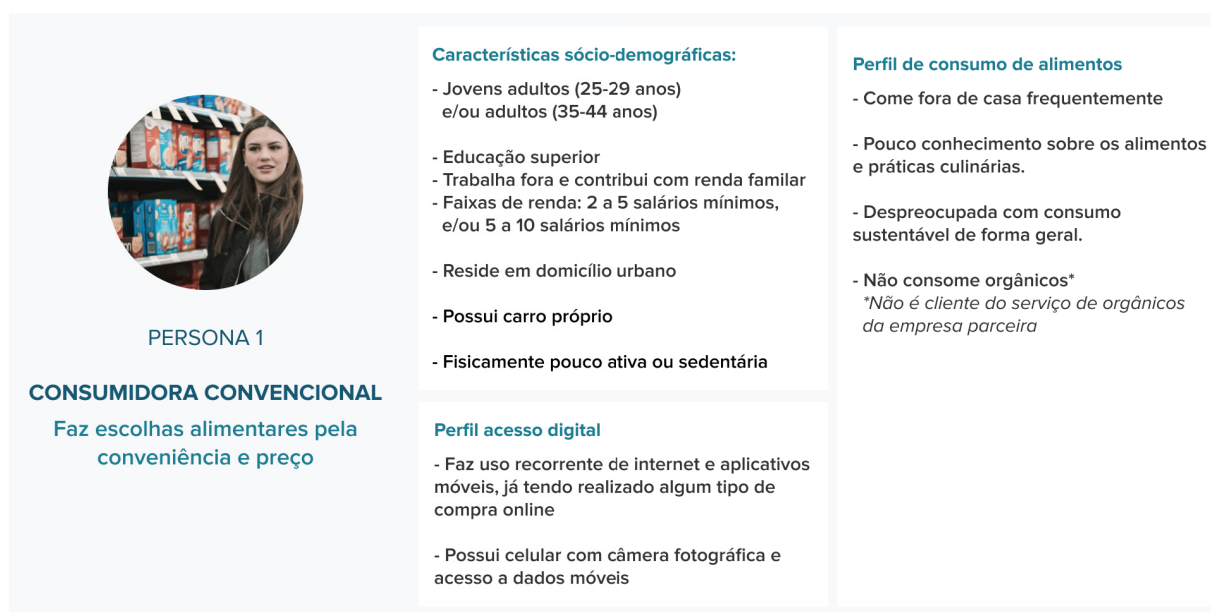 PERSONA 1
CONSUMIDORA CONVENCIONAL
Faz escolhas alimentares pela
conveniência e preço
Características sócio-demográficas:
- Jovens adultos (25-29 anos)
e/ou adultos (35-44 anos)
- Educação superior
- Trabalha fora e contribui com renda familar
- Faixas de renda: 2 a 5 salários mínimos,
e/ou 5 a 10 salários mínimos
- Reside em domicílio urbano
- Possui carro próprio
- Fisicamente pouco ativa ou sedentária
Perfil acesso digital
- Faz uso recorrente de internet e aplicativos
móveis, já tendo realizado algum tipo de
compra online
- Possui celular com câmera fotográfica e
acesso a dados móveis
Perfil de consumo de alimentos
- Come fora de casa frequentemente
- Pouco conhecimento sobre os alimentos
e práticas culinárias.
- Despreocupada com consumo
sustentável de forma geral.
- Não consome orgânicos*
*Não é cliente do serviço de orgânicos
da empresa parceira